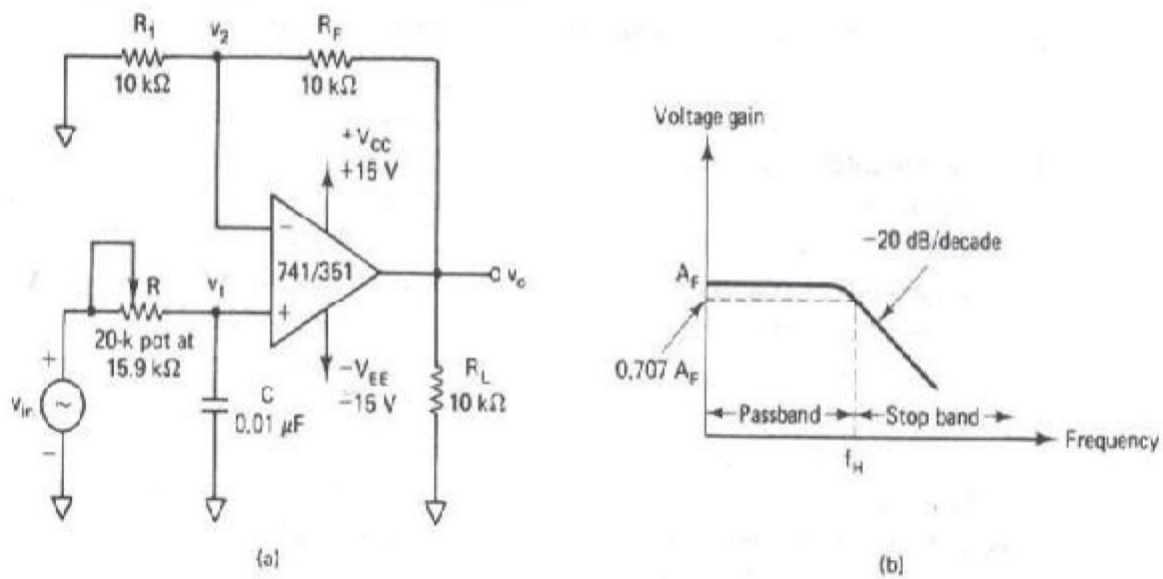 R1
v2
RF
10 kΩ
10 kΩ
+VCC
+15 V
−
741/351
+
C vo
R
v1
20-k pot at
15.9 kΩ
−VEE
−15 V
RL
10 kΩ
C
0.01 μF
+
vin
~
−
(a)
Voltage gain
−20 dB/decade
AF
0.707 AF
Passband
Stop band
Frequency
fH
(b)